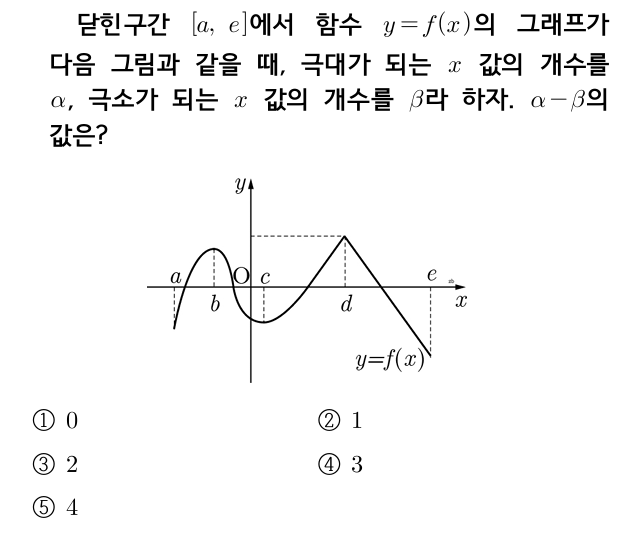 닫힌구간 [a, e]에서 함수 y=f(x)의 그래프가
다음 그림과 같을 때, 극대가 되는 x 값의 개수를
α, 극소가 되는 x 값의 개수를 β라 하자. α-β의
값은?
y
a
O
c
e
b
d
x
y=f(x)
① 0
② 1
③ 2
④ 3
⑤ 4